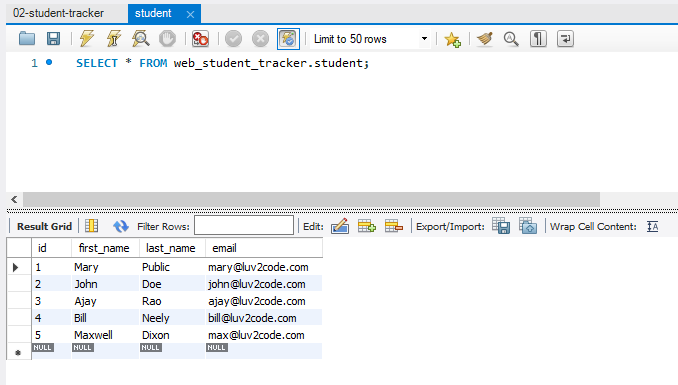 02-student-tracker student
Limit to 50 rows
1 SELECT * FROM web_student_tracker.student;
Result Grid Filter Rows: Edit: Export/Import: Wrap Cell Content:
id first_name last_name email
1 Mary Public mary@luv2code.com
2 John Doe john@luv2code.com
3 Ajay Rao ajay@luv2code.com
4 Bill Neely bill@luv2code.com
5 Maxwell Dixon max@luv2code.com
NULL NULL NULL NULL